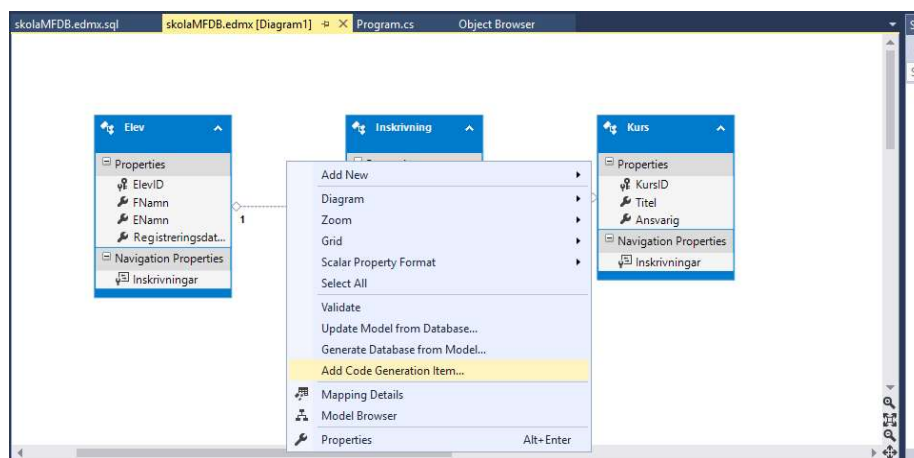 skolaMFDB.edmx.sql
skolaMFDB.edmx [Diagram1]
Program.cs
Object Browser
Elev
Properties
ElevID
FNamn
ENamn
Registreringsdat...
Navigation Properties
Inskrivningar
1
Inskrivning
Add New
Diagram
Zoom
Grid
Scalar Property Format
Select All
Validate
Update Model from Database...
Generate Database from Model...
Add Code Generation Item...
Mapping Details
Model Browser
Properties Alt+Enter
Kurs
Properties
KursID
Titel
Ansvarig
Navigation Properties
Inskrivningar